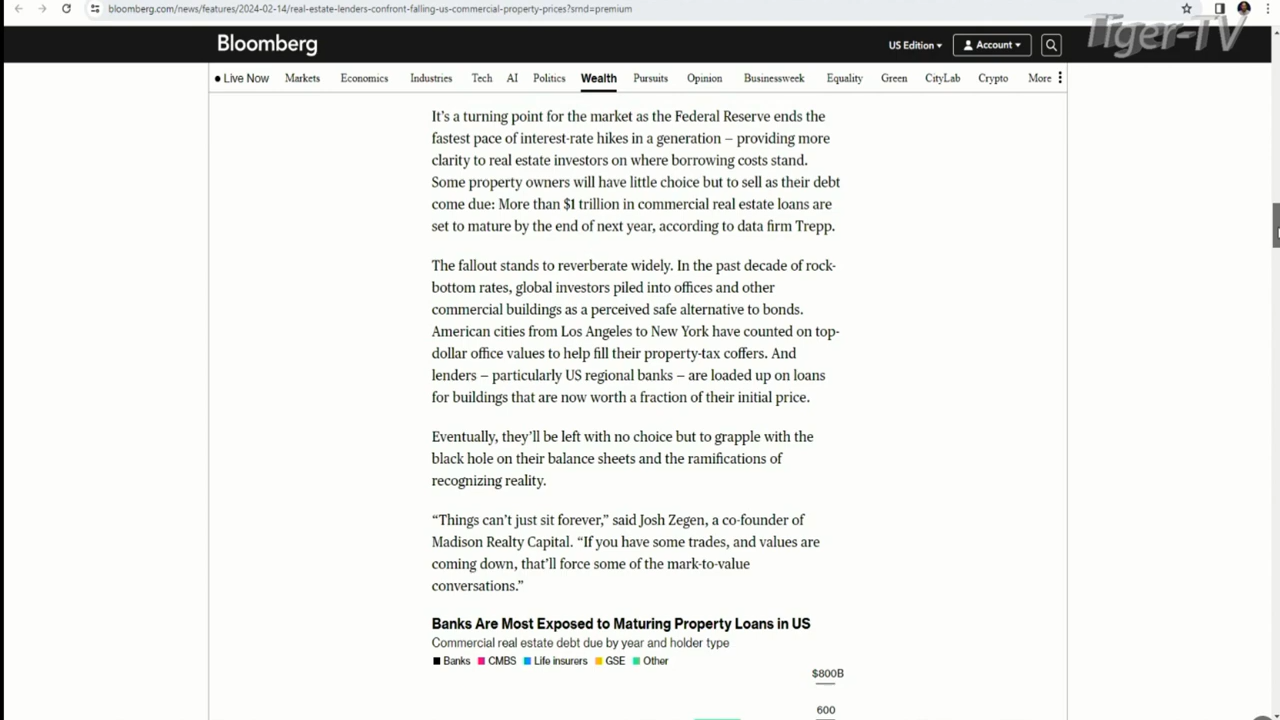 bloomberg.com/news/features/2024-02-14/real-estate-lenders-confront-falling-us-commercial-property-prices?srnd=premium
Tiger-TV
Bloomberg
US Edition
Account
Live Now Markets Economics Industries Tech AI Politics Wealth Pursuits Opinion Businessweek Equality Green CityLab Crypto More
It’s a turning point for the market as the Federal Reserve ends the
fastest pace of interest-rate hikes in a generation – providing more
clarity to real estate investors on where borrowing costs stand.
Some property owners will have little choice but to sell as their debt
come due: More than $1 trillion in commercial real estate loans are
set to mature by the end of next year, according to data firm Trepp.
The fallout stands to reverberate widely. In the past decade of rock-
bottom rates, global investors piled into offices and other
commercial buildings as a perceived safe alternative to bonds.
American cities from Los Angeles to New York have counted on top-
dollar office values to help fill their property-tax coffers. And
lenders – particularly US regional banks – are loaded up on loans
for buildings that are now worth a fraction of their initial price.
Eventually, they’ll be left with no choice but to grapple with the
black hole on their balance sheets and the ramifications of
recognizing reality.
“Things can’t just sit forever,” said Josh Zegen, a co-founder of
Madison Realty Capital. “If you have some trades, and values are
coming down, that’ll force some of the mark-to-value
conversations.”
Banks Are Most Exposed to Maturing Property Loans in US
Commercial real estate debt due by year and holder type
Banks CMBS Life insurers GSE Other
$800B
600